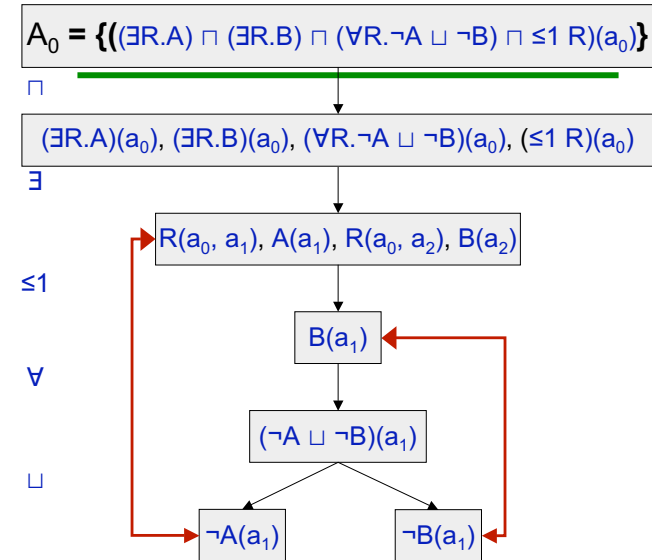 A₀ = {((∃R.A) ⊓ (∃R.B) ⊓ (∀R.¬A ⊔ ¬B) ⊓ ≤1 R)(a₀)}
⊓
(∃R.A)(a₀), (∃R.B)(a₀), (∀R.¬A ⊔ ¬B)(a₀), (≤1 R)(a₀)
∃
R(a₀, a₁), A(a₁), R(a₀, a₂), B(a₂)
≤1
B(a₁)
∀
(¬A ⊔ ¬B)(a₁)
⊔
¬A(a₁) ¬B(a₁)